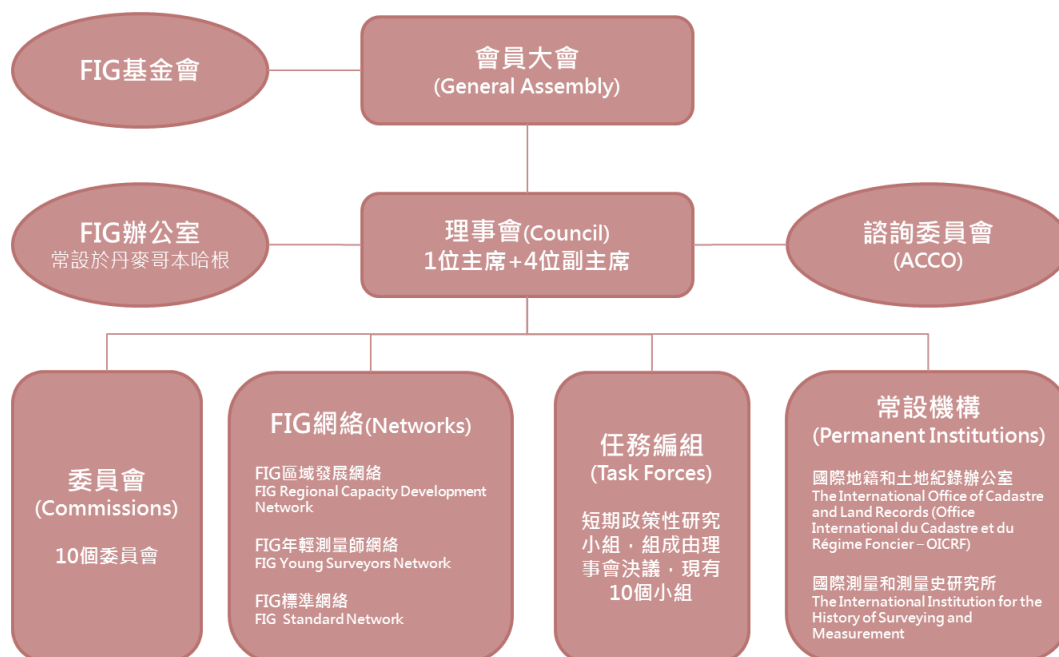 FIG基金會
會員大會
(General Assembly)
FIG辦公室
常設於丹麥哥本哈根
理事會(Council)
1位主席+4位副主席
諮詢委員會
(ACCO)
委員會
(Commissions)
10個委員會
FIG網絡(Networks)
FIG區域發展網絡
FIG Regional Capacity Development
Network
FIG年輕測量師網絡
FIG Young Surveyors Network
FIG標準網絡
FIG Standard Network
任務編組
(Task Forces)
短期政策性研究
小組，組成由理
事會決議，現有
10個小組
常設機構
(Permanent Institutions)
國際地籍和土地紀錄辦公室
The International Office of Cadastre
and Land Records (Office
International du Cadastre et du
Régime Foncier – OICRF)
國際測量和測量史研究所
The International Institution for the
History of Surveying and
Measurement